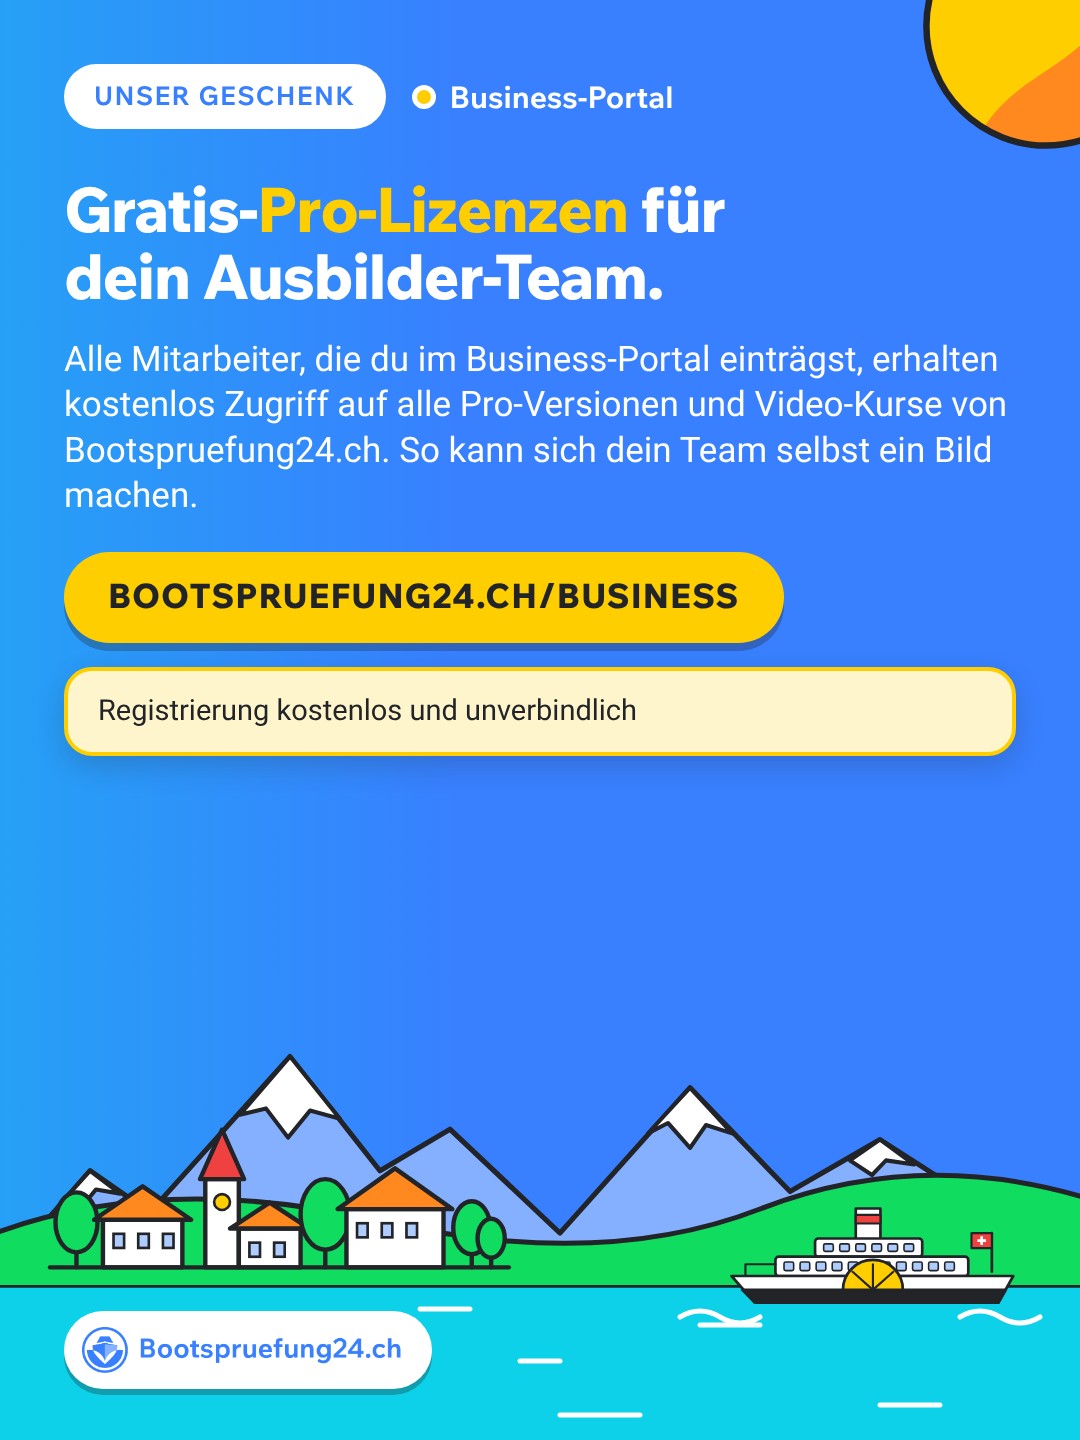 UNSER GESCHENK
Business-Portal
Gratis-Pro-Lizenzen für
dein Ausbilder-Team.
Alle Mitarbeiter, die du im Business-Portal einträgst, erhalten
kostenlos Zugriff auf alle Pro-Versionen und Video-Kurse von
Bootspruefung24.ch. So kann sich dein Team selbst ein Bild
machen.
BOOTSPRUEFUNG24.CH/BUSINESS
Registrierung kostenlos und unverbindlich
Bootspruefung24.ch